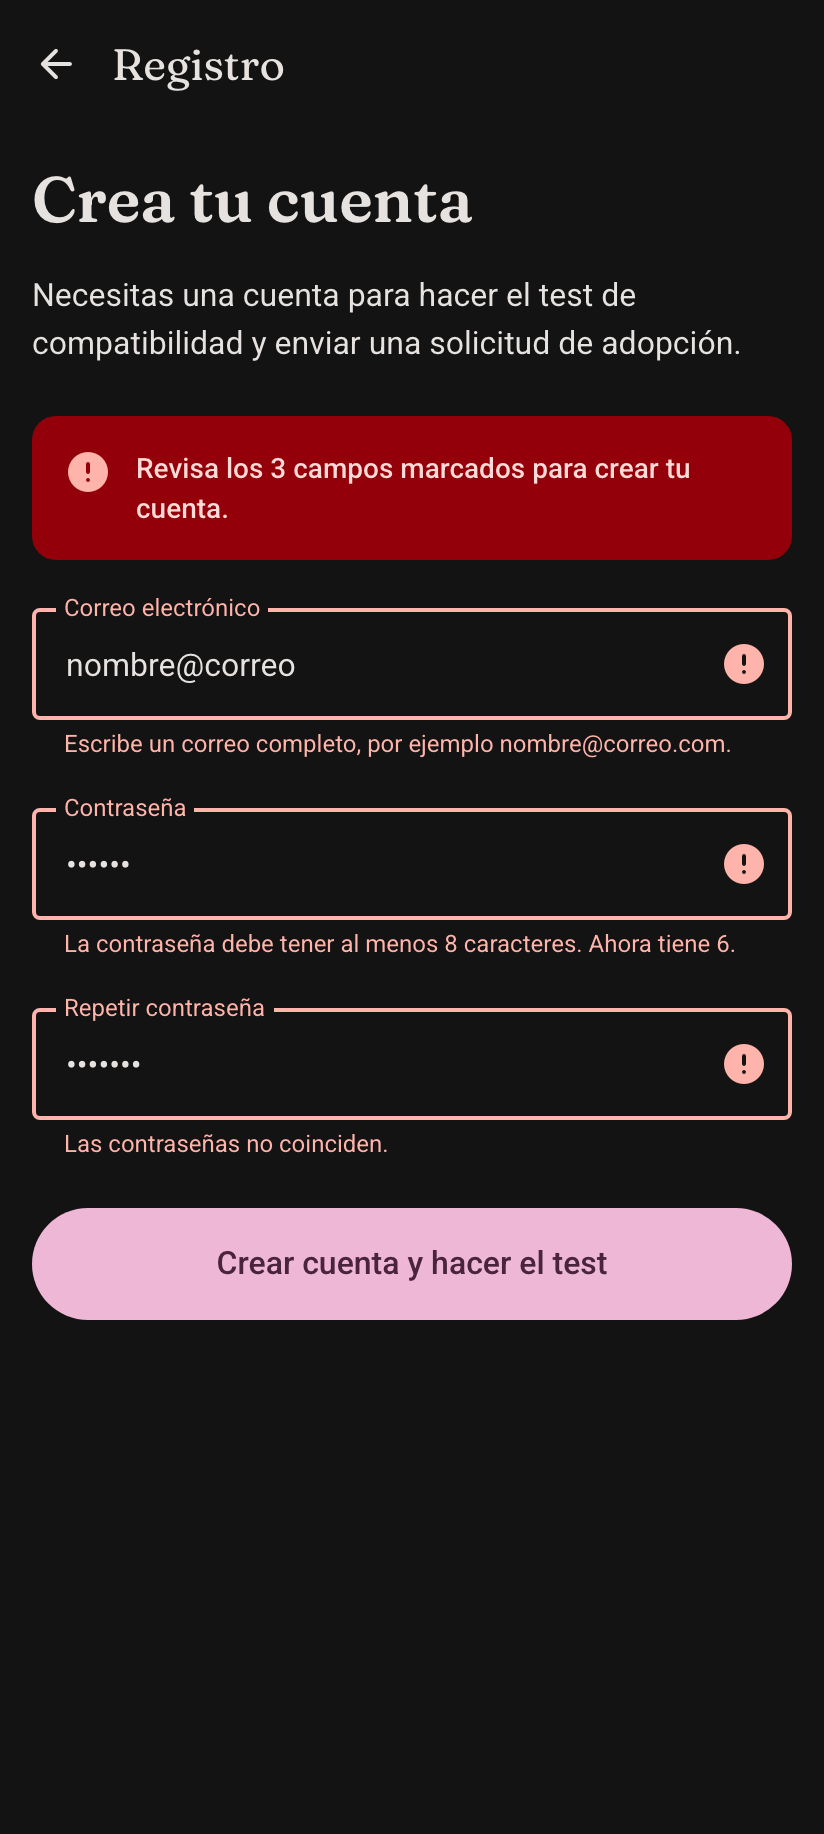 Registro
Crea tu cuenta
Necesitas una cuenta para hacer el test de
compatibilidad y enviar una solicitud de adopción.
Revisa los 3 campos marcados para crear tu
cuenta.
Correo electrónico
nombre@correo
Escribe un correo completo, por ejemplo nombre@correo.com.
Contraseña
••••••
La contraseña debe tener al menos 8 caracteres. Ahora tiene 6.
Repetir contraseña
•••••••
Las contraseñas no coinciden.
Crear cuenta y hacer el test